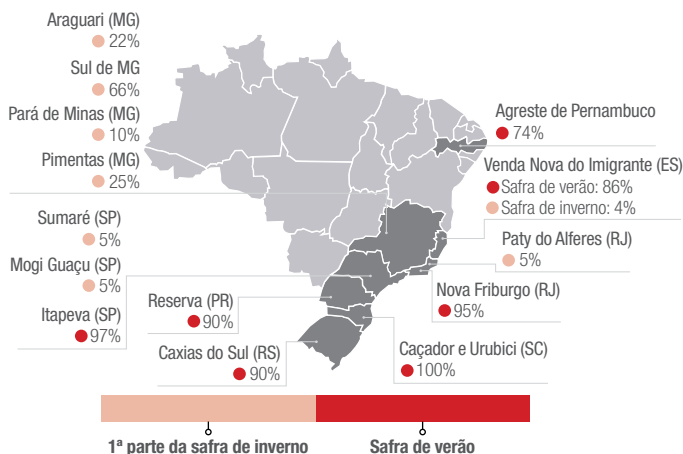 Araguari (MG)
22%
Sul de MG
66%
Pará de Minas (MG)
10%
Pimentas (MG)
25%
Sumaré (SP)
5%
Mogi Guaçu (SP)
5%
Itapeva (SP)
97%
Reserva (PR)
90%
Caxias do Sul (RS)
90%
Agreste de Pernambuco
74%
Venda Nova do Imigrante (ES)
Safra de verão: 86%
Safra de inverno: 4%
Paty do Alferes (RJ)
5%
Nova Friburgo (RJ)
95%
Caçador e Urubici (SC)
100%
1ª parte da safra de inverno
Safra de verão